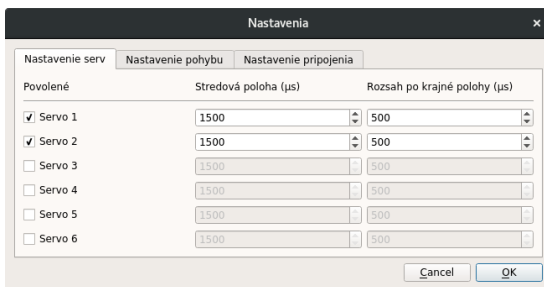 Nastavenia ×
Nastavenie serv Nastavenie pohybu Nastavenie pripojenia
Povolené Stredová poloha (µs) Rozsah po krajné polohy (µs)
Servo 1 1500 500
Servo 2 1500 500
Servo 3 1500 500
Servo 4 1500 500
Servo 5 1500 500
Servo 6 1500 500
Cancel OK